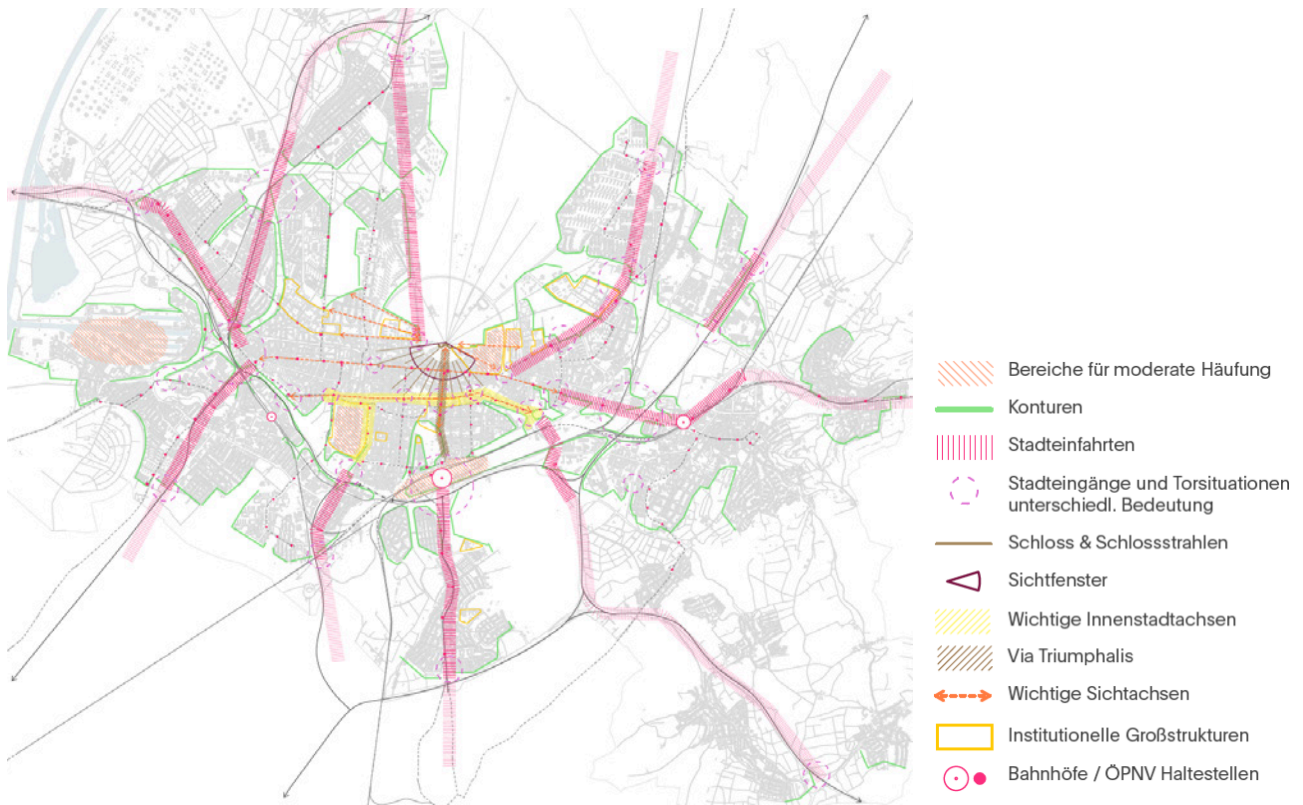 Bereiche für moderate Häufung
Konturen
Stadteinfahrten
Stadteingänge und Torsituationen
unterschiedl. Bedeutung
Schloss & Schlossstrahlen
Sichtfenster
Wichtige Innenstadtachsen
Via Triumphalis
Wichtige Sichtachsen
Institutionelle Großstrukturen
Bahnhöfe / ÖPNV Haltestellen